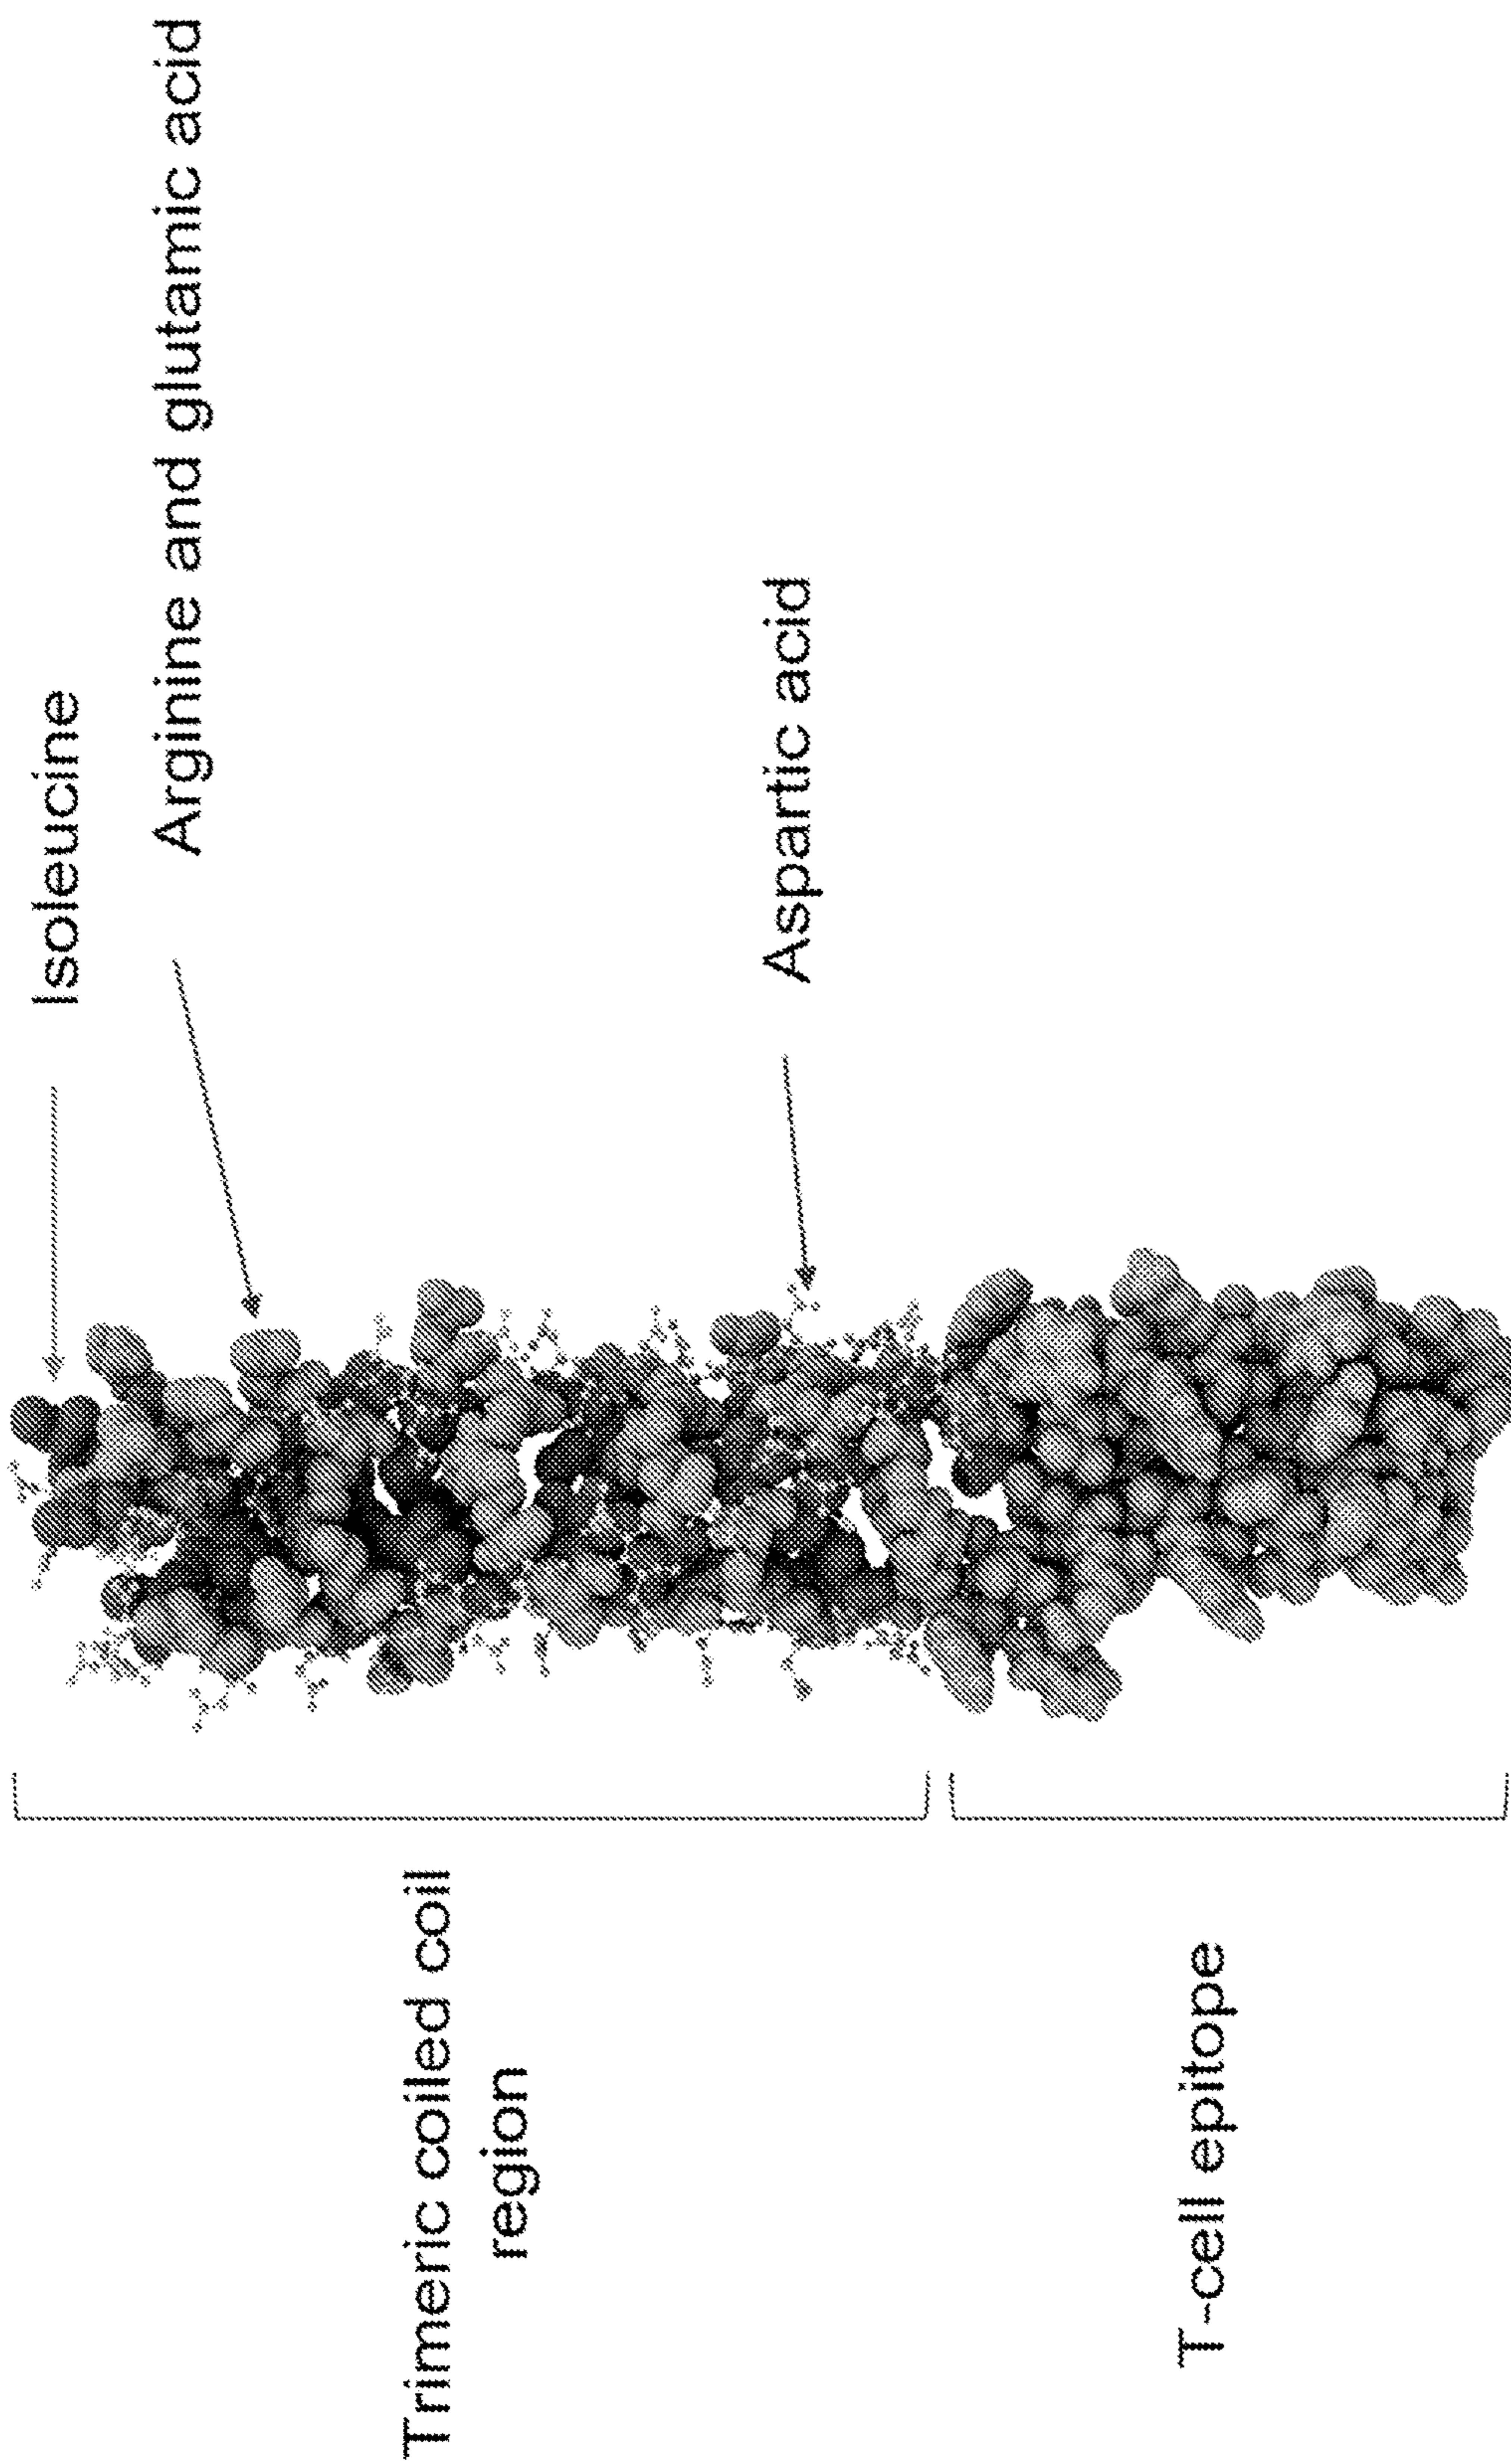 Isoleucine
Arginine and glutamic acid
Aspartic acid
Trimeric coiled coil
region
T-cell epitope